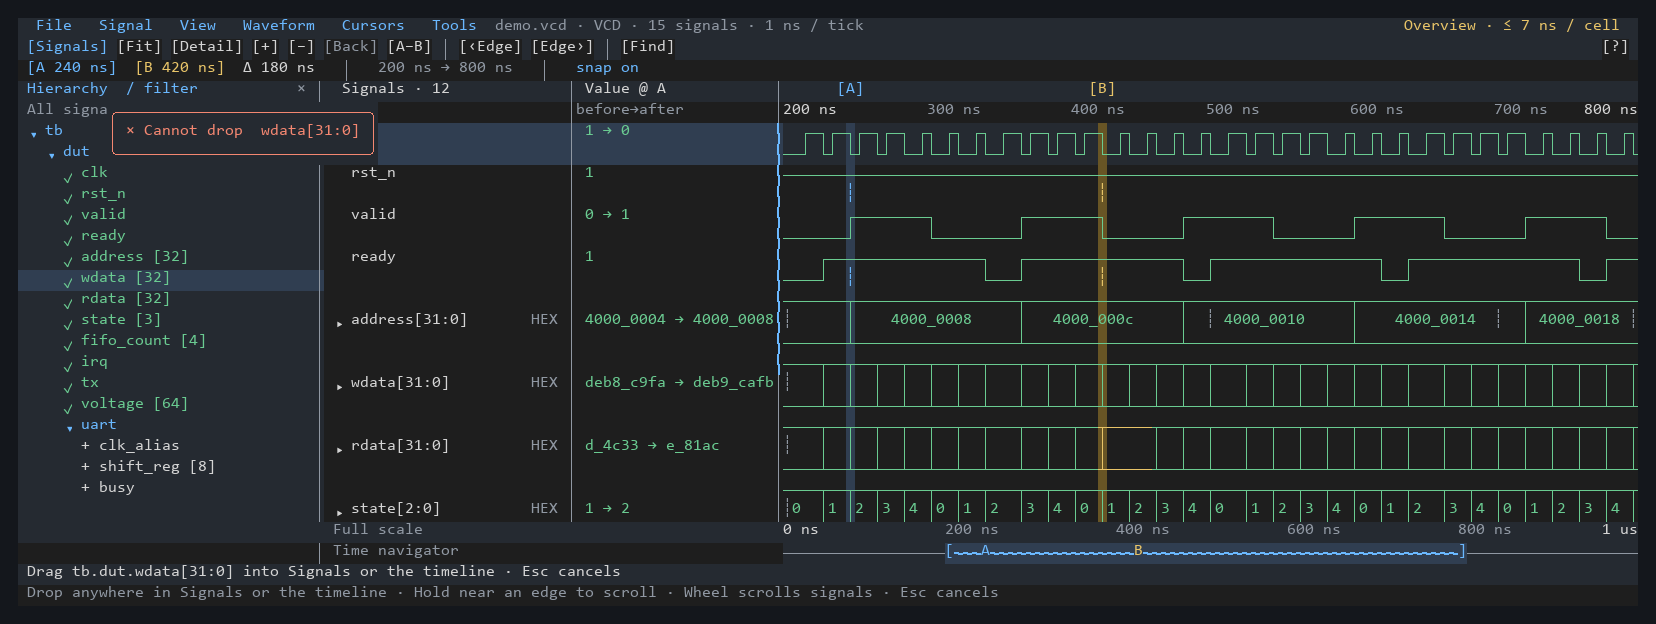 File Signal View Waveform Cursors Tools demo.vcd · VCD · 15 signals · 1 ns / tick Overview · ≤ 7 ns / cell
[Signals] [Fit] [Detail] [+] [−] [Back] [A−B] │ [‹Edge] [Edge›] │ [Find] [?]
[A 240 ns] [B 420 ns] Δ 180 ns │ 200 ns → 800 ns │ snap on
Hierarchy / filter × Signals · 12 Value @ A [A] [B]
All signa before→after 200 ns 300 ns 400 ns 500 ns 600 ns 700 ns 800 ns
▾ tb × Cannot drop wdata[31:0] 1 → 0
▾ dut
✓ clk rst_n 1
✓ rst_n
✓ valid valid 0 → 1
✓ ready
✓ address [32] ready 1
✓ wdata [32]
✓ rdata [32]
✓ state [3] ▸ address[31:0] HEX 4000_0004 → 4000_0008 4000_0008 4000_000c 4000_0010 4000_0014 4000_0018
✓ fifo_count [4]
✓ irq
✓ tx ▸ wdata[31:0] HEX deb8_c9fa → deb9_cafb
✓ voltage [64]
▾ uart
+ clk_alias ▸ rdata[31:0] HEX d_4c33 → e_81ac
+ shift_reg [8]
+ busy
▸ state[2:0] HEX 1 → 2 0 1 2 3 4 0 1 2 3 4 0 1 2 3 4 0 1 2 3 4 0 1 2 3 4 0 1 2 3 4
Full scale 0 ns 200 ns 400 ns 600 ns 800 ns 1 us
Time navigator [ A B ]
Drag tb.dut.wdata[31:0] into Signals or the timeline · Esc cancels
Drop anywhere in Signals or the timeline · Hold near an edge to scroll · Wheel scrolls signals · Esc cancels